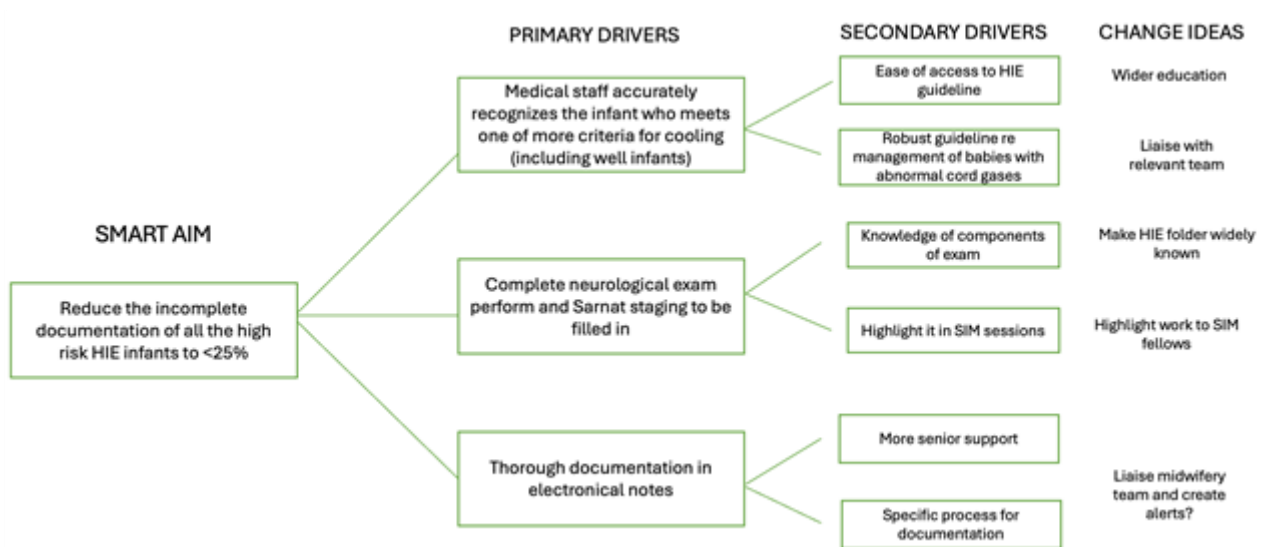 PRIMARY DRIVERS
SECONDARY DRIVERS
CHANGE IDEAS
SMART AIM
Reduce the incomplete
documentation of all the high
risk HIE infants to <25%
Medical staff accurately
recognizes the infant who meets
one of more criteria for cooling
(including well infants)
Ease of access to HIE
guideline
Wider education
Robust guideline re
management of babies with
abnormal cord gases
Liaise with
relevant team
Complete neurological exam
perform and Sarnat staging to be
filled in
Knowledge of components
of exam
Make HIE folder widely
known
Highlight it in SIM sessions
Highlight work to SIM
fellows
Thorough documentation in
electronical notes
More senior support
Specific process for
documentation
Liaise midwifery
team and create
alerts?